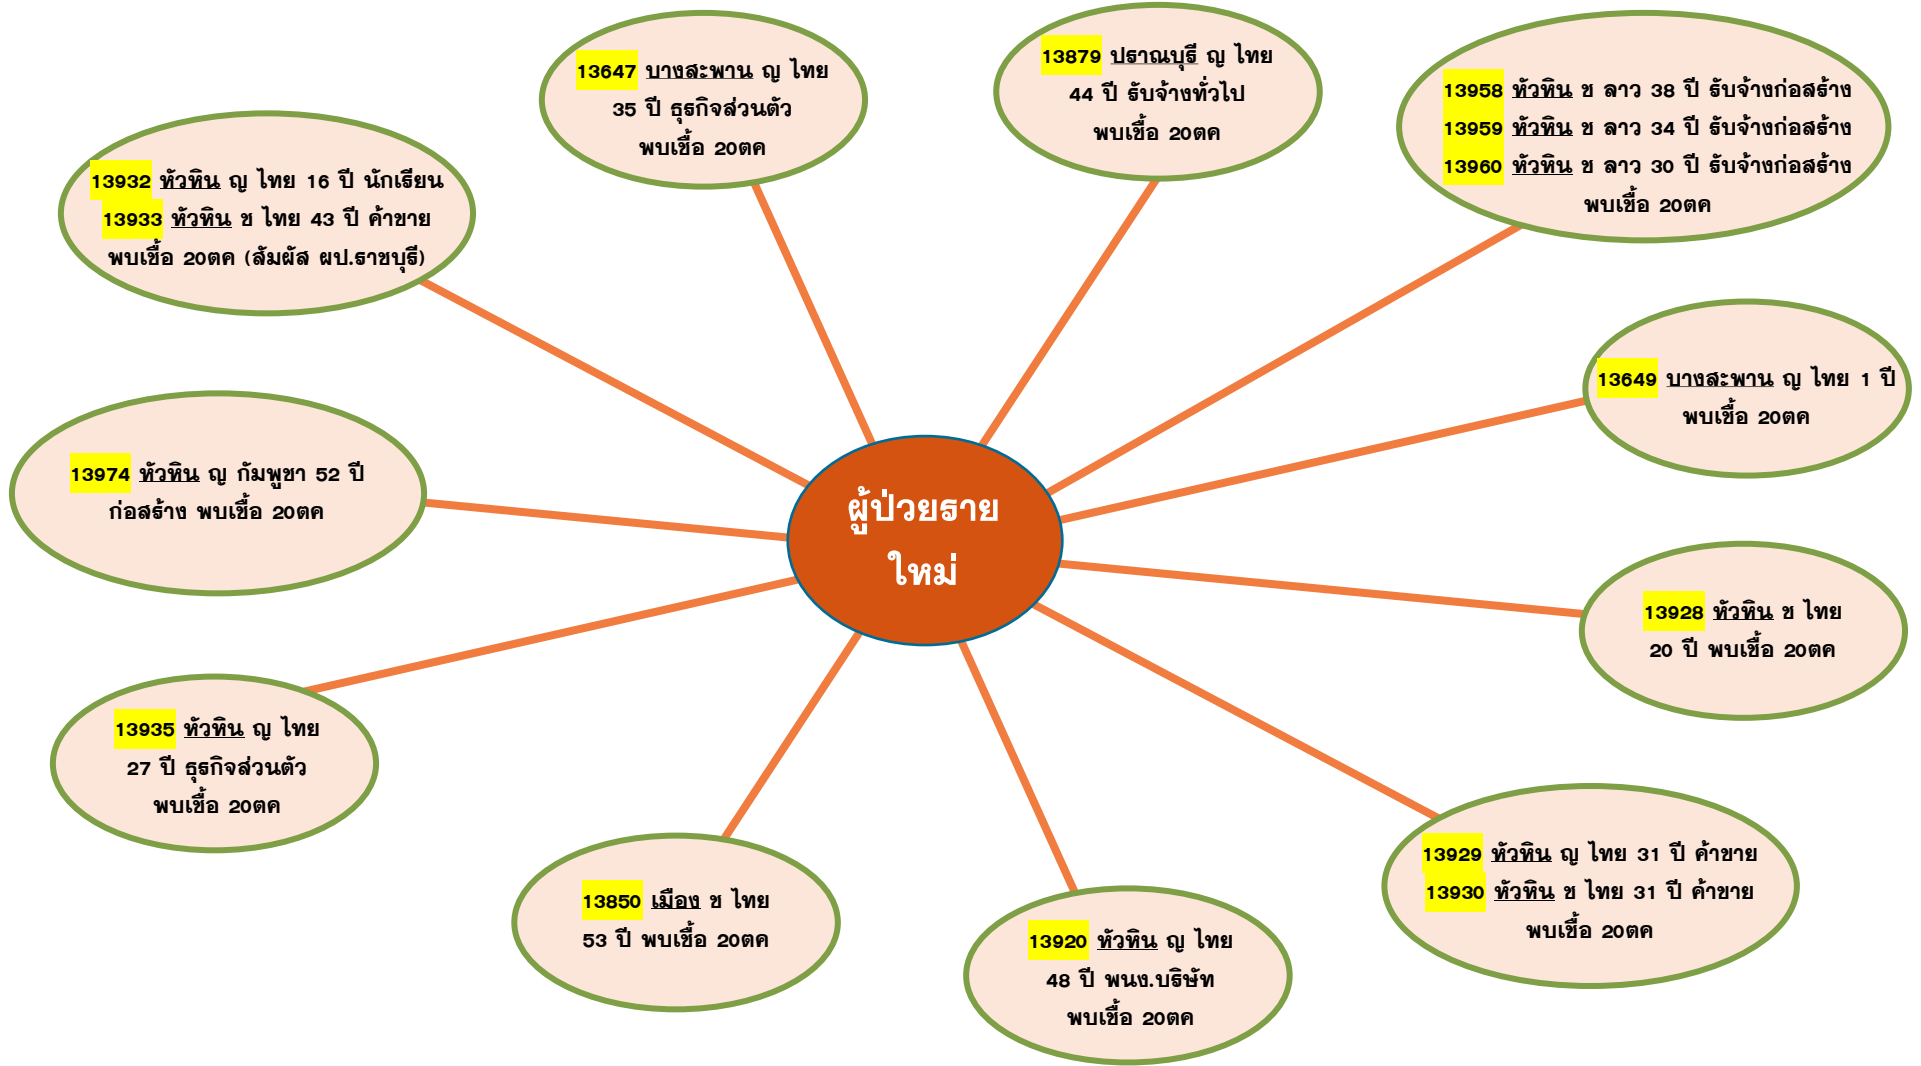 13647 บางสะพาน ญ ไทย
35 ปี ธุรกิจส่วนตัว
พบเชื้อ 20ตค
13879 ปราณบุรี ญ ไทย
44 ปี รับจ้างทั่วไป
พบเชื้อ 20ตค
13958 หัวหิน ช ลาว 38 ปี รับจ้างก่อสร้าง
13959 หัวหิน ช ลาว 34 ปี รับจ้างก่อสร้าง
13960 หัวหิน ช ลาว 30 ปี รับจ้างก่อสร้าง
พบเชื้อ 20ตค
13932 หัวหิน ญ ไทย 16 ปี นักเรียน
13933 หัวหิน ช ไทย 43 ปี ค้าขาย
พบเชื้อ 20ตค (สัมผัส ผป.ราชบุรี)
13649 บางสะพาน ญ ไทย 1 ปี
พบเชื้อ 20ตค
13974 หัวหิน ญ กัมพูชา 52 ปี
ก่อสร้าง พบเชื้อ 20ตค
ผู้ป่วยราย
ใหม่
13928 หัวหิน ช ไทย
20 ปี พบเชื้อ 20ตค
13935 หัวหิน ญ ไทย
27 ปี ธุรกิจส่วนตัว
พบเชื้อ 20ตค
13850 เมือง ช ไทย
53 ปี พบเชื้อ 20ตค
13920 หัวหิน ญ ไทย
48 ปี พนง.บริษัท
พบเชื้อ 20ตค
13929 หัวหิน ญ ไทย 31 ปี ค้าขาย
13930 หัวหิน ช ไทย 31 ปี ค้าขาย
พบเชื้อ 20ตค